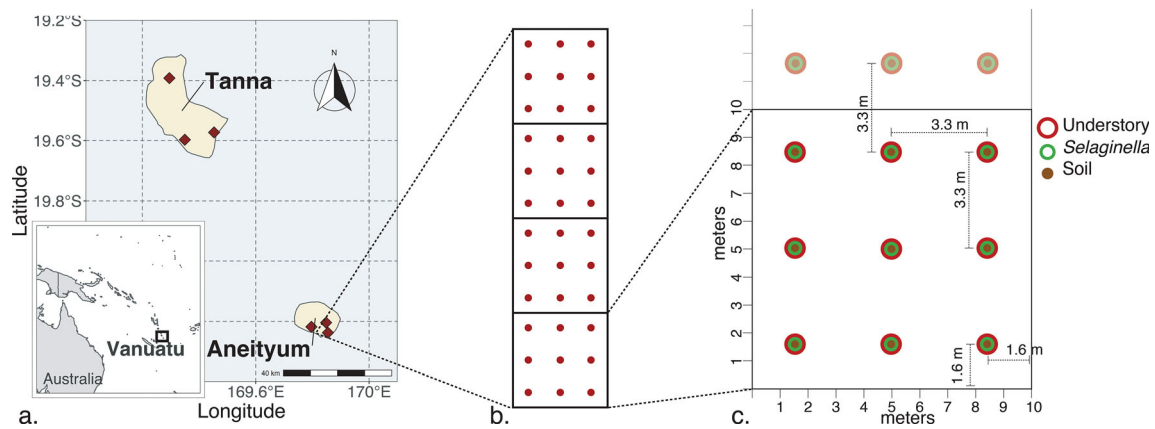 19.2°S
19.4°S
19.6°S
19.8°S
Latitude
Tanna
N
Aneityum
40 km
169.6°E
170°E
Longitude
Vanuatu
Australia
a.
b.
10
9
8
7
6
5
4
3
2
1
meters
3.3 m
3.3 m
3.3 m
1.6 m
1.6 m
1 2 3 4 5 6 7 8 9 10
meters
c.
Understory
Selaginella
Soil